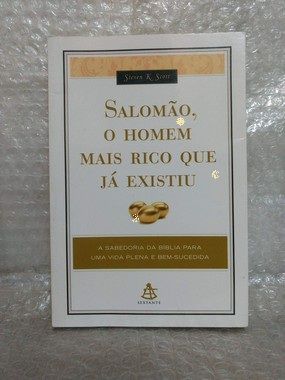 Steven K. Scott
SALOMÃO,
O HOMEM
MAIS RICO QUE
JÁ EXISTIU
A SABEDORIA DA BÍBLIA PARA
UMA VIDA PLENA E BEM-SUCEDIDA
SEXTANTE